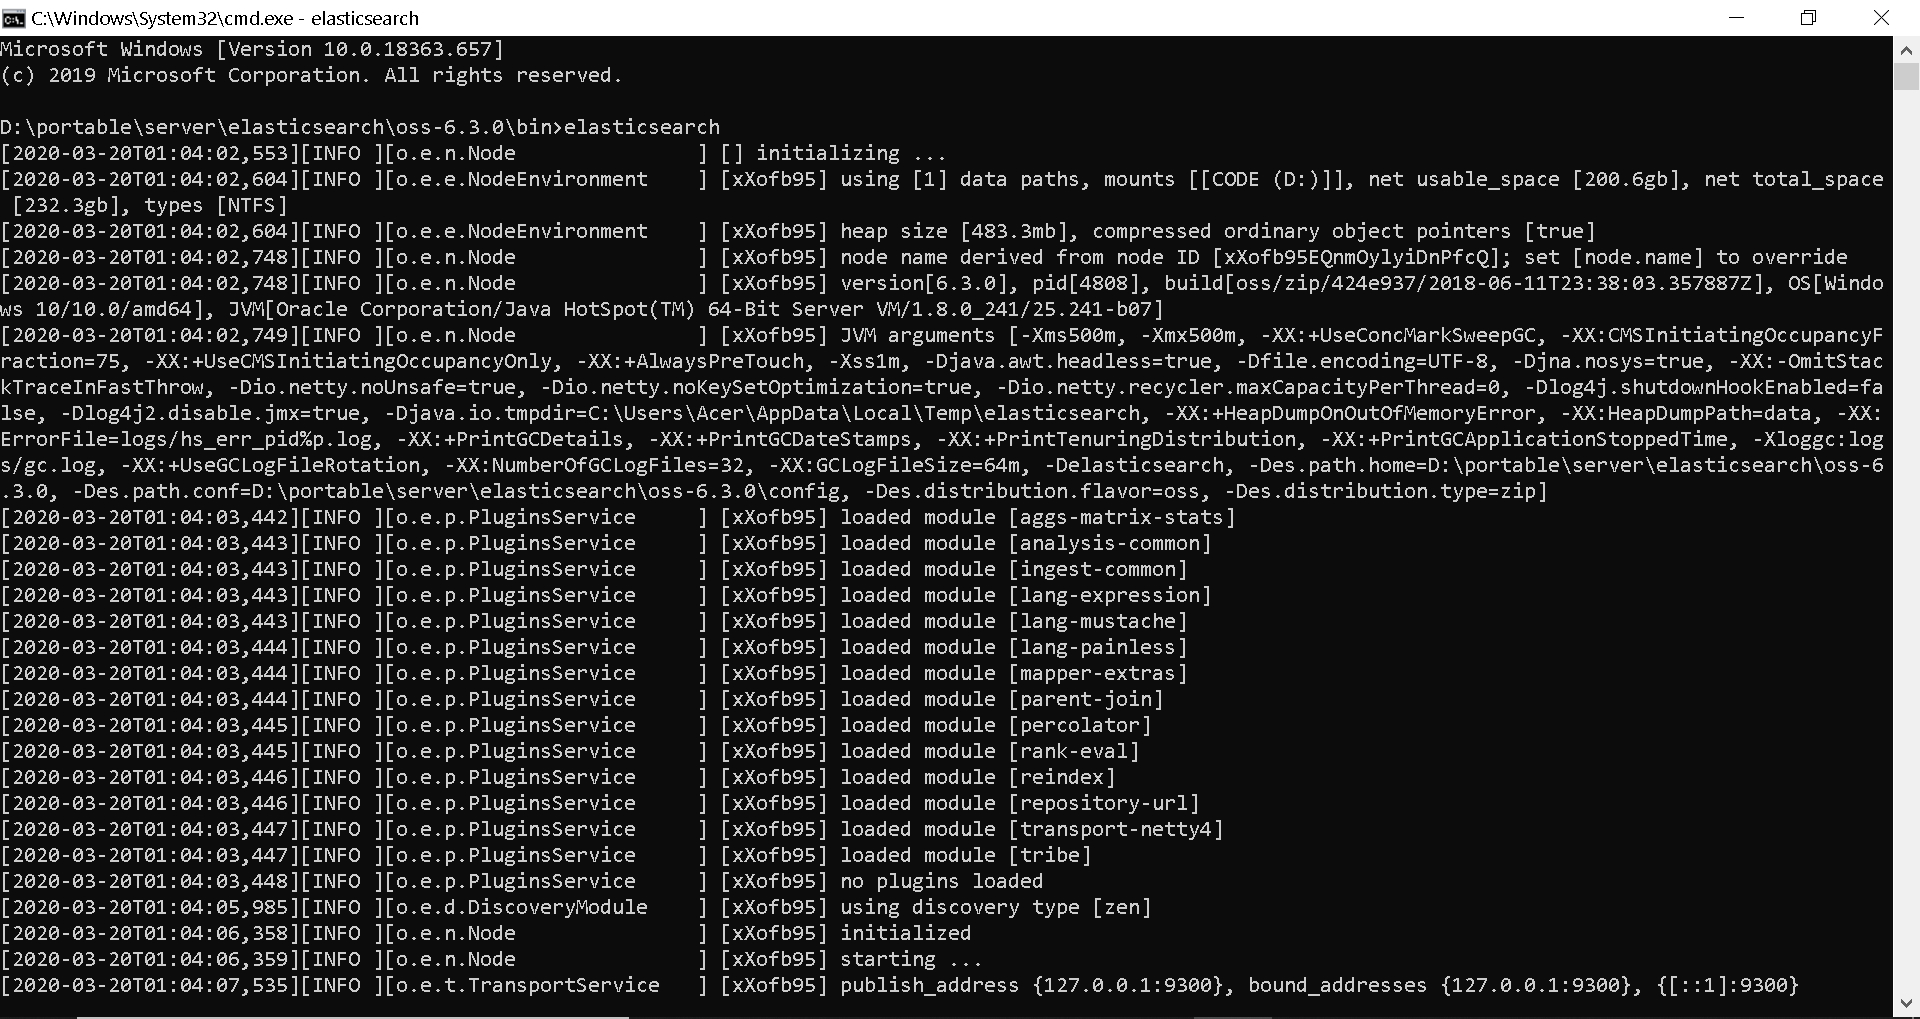 C:\Windows\System32\cmd.exe - elasticsearch
Microsoft Windows [Version 10.0.18363.657]
(c) 2019 Microsoft Corporation. All rights reserved.
D:\portable\server\elasticsearch\oss-6.3.0\bin>elasticsearch
[2020-03-20T01:04:02,553][INFO ][o.e.n.Node               ] [] initializing ...
[2020-03-20T01:04:02,604][INFO ][o.e.e.NodeEnvironment    ] [xXofb95] using [1] data paths, mounts [[CODE (D:)]], net usable_space [200.6gb], net total_space
 [232.3gb], types [NTFS]
[2020-03-20T01:04:02,604][INFO ][o.e.e.NodeEnvironment    ] [xXofb95] heap size [483.3mb], compressed ordinary object pointers [true]
[2020-03-20T01:04:02,748][INFO ][o.e.n.Node               ] [xXofb95] node name derived from node ID [xXofb95EQnmOylyiDnPfcQ]; set [node.name] to override
[2020-03-20T01:04:02,748][INFO ][o.e.n.Node               ] [xXofb95] version[6.3.0], pid[4808], build[oss/zip/424e937/2018-06-11T23:38:03.357887Z], OS[Windo
ws 10/10.0/amd64], JVM[Oracle Corporation/Java HotSpot(TM) 64-Bit Server VM/1.8.0_241/25.241-b07]
[2020-03-20T01:04:02,749][INFO ][o.e.n.Node               ] [xXofb95] JVM arguments [-Xms500m, -Xmx500m, -XX:+UseConcMarkSweepGC, -XX:CMSInitiatingOccupancyF
raction=75, -XX:+UseCMSInitiatingOccupancyOnly, -XX:+AlwaysPreTouch, -Xss1m, -Djava.awt.headless=true, -Dfile.encoding=UTF-8, -Djna.nosys=true, -XX:-OmitStac
kTraceInFastThrow, -Dio.netty.noUnsafe=true, -Dio.netty.noKeySetOptimization=true, -Dio.netty.recycler.maxCapacityPerThread=0, -Dlog4j.shutdownHookEnabled=fa
lse, -Dlog4j2.disable.jmx=true, -Djava.io.tmpdir=C:\Users\Acer\AppData\Local\Temp\elasticsearch, -XX:+HeapDumpOnOutOfMemoryError, -XX:HeapDumpPath=data, -XX:
ErrorFile=logs/hs_err_pid%p.log, -XX:+PrintGCDetails, -XX:+PrintGCDateStamps, -XX:+PrintTenuringDistribution, -XX:+PrintGCApplicationStoppedTime, -Xloggc:log
s/gc.log, -XX:+UseGCLogFileRotation, -XX:NumberOfGCLogFiles=32, -XX:GCLogFileSize=64m, -Delasticsearch, -Des.path.home=D:\portable\server\elasticsearch\oss-6
.3.0, -Des.path.conf=D:\portable\server\elasticsearch\oss-6.3.0\config, -Des.distribution.flavor=oss, -Des.distribution.type=zip]
[2020-03-20T01:04:03,442][INFO ][o.e.p.PluginsService     ] [xXofb95] loaded module [aggs-matrix-stats]
[2020-03-20T01:04:03,443][INFO ][o.e.p.PluginsService     ] [xXofb95] loaded module [analysis-common]
[2020-03-20T01:04:03,443][INFO ][o.e.p.PluginsService     ] [xXofb95] loaded module [ingest-common]
[2020-03-20T01:04:03,443][INFO ][o.e.p.PluginsService     ] [xXofb95] loaded module [lang-expression]
[2020-03-20T01:04:03,443][INFO ][o.e.p.PluginsService     ] [xXofb95] loaded module [lang-mustache]
[2020-03-20T01:04:03,444][INFO ][o.e.p.PluginsService     ] [xXofb95] loaded module [lang-painless]
[2020-03-20T01:04:03,444][INFO ][o.e.p.PluginsService     ] [xXofb95] loaded module [mapper-extras]
[2020-03-20T01:04:03,444][INFO ][o.e.p.PluginsService     ] [xXofb95] loaded module [parent-join]
[2020-03-20T01:04:03,445][INFO ][o.e.p.PluginsService     ] [xXofb95] loaded module [percolator]
[2020-03-20T01:04:03,445][INFO ][o.e.p.PluginsService     ] [xXofb95] loaded module [rank-eval]
[2020-03-20T01:04:03,446][INFO ][o.e.p.PluginsService     ] [xXofb95] loaded module [reindex]
[2020-03-20T01:04:03,446][INFO ][o.e.p.PluginsService     ] [xXofb95] loaded module [repository-url]
[2020-03-20T01:04:03,447][INFO ][o.e.p.PluginsService     ] [xXofb95] loaded module [transport-netty4]
[2020-03-20T01:04:03,447][INFO ][o.e.p.PluginsService     ] [xXofb95] loaded module [tribe]
[2020-03-20T01:04:03,448][INFO ][o.e.p.PluginsService     ] [xXofb95] no plugins loaded
[2020-03-20T01:04:05,985][INFO ][o.e.d.DiscoveryModule    ] [xXofb95] using discovery type [zen]
[2020-03-20T01:04:06,358][INFO ][o.e.n.Node               ] [xXofb95] initialized
[2020-03-20T01:04:06,359][INFO ][o.e.n.Node               ] [xXofb95] starting ...
[2020-03-20T01:04:07,535][INFO ][o.e.t.TransportService   ] [xXofb95] publish_address {127.0.0.1:9300}, bound_addresses {127.0.0.1:9300}, {[::1]:9300}